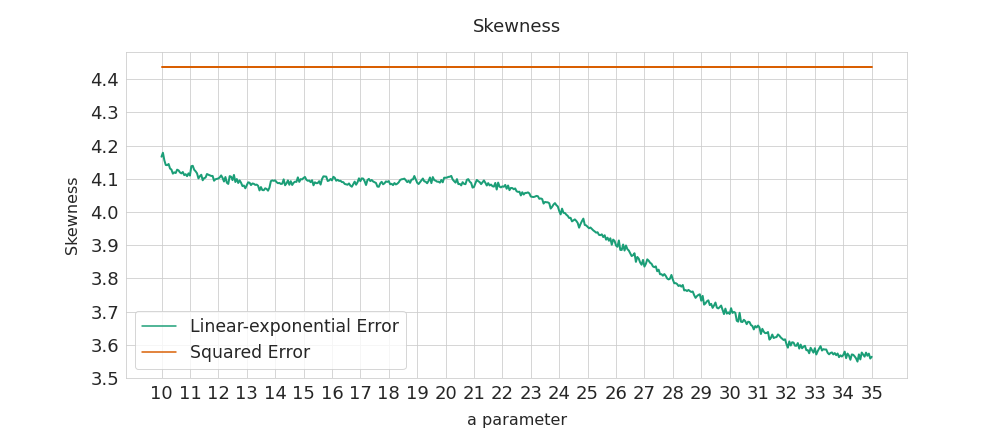 Skewness
Skewness
4.4
4.3
4.2
4.1
4.0
3.9
3.8
3.7
3.6
3.5
Linear-exponential Error
Squared Error
10 11 12 13 14 15 16 17 18 19 20 21 22 23 24 25 26 27 28 29 30 31 32 33 34 35
a parameter